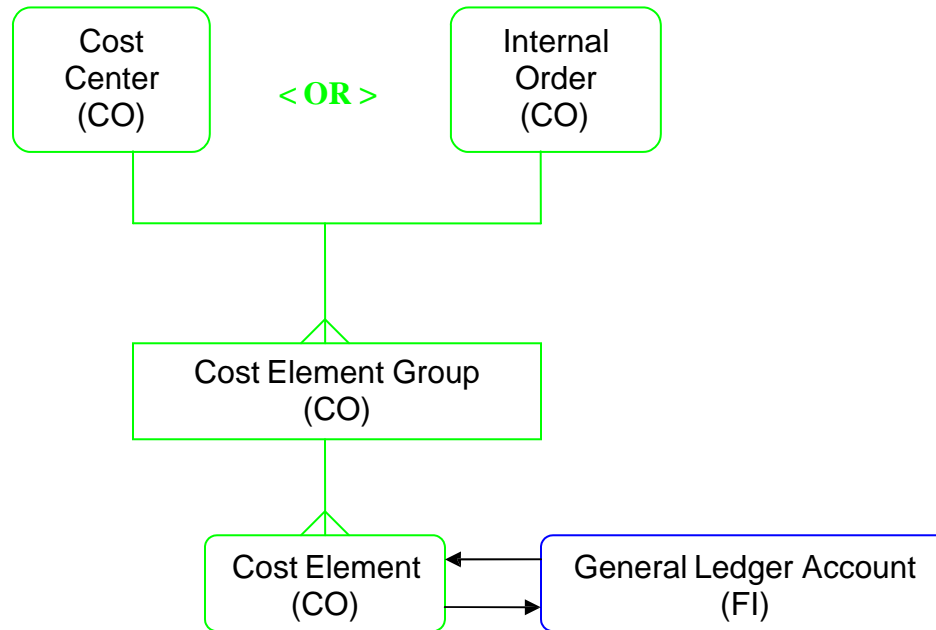 Cost
Center
(CO)
< OR >
Internal
Order
(CO)
Cost Element Group
(CO)
Cost Element
(CO)
General Ledger Account
(FI)